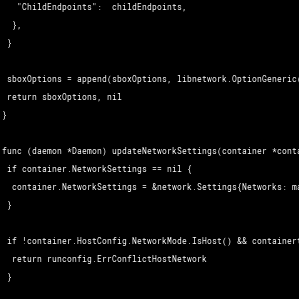 "ChildEndpoints":  childEndpoints,
},
}
sboxOptions = append(sboxOptions, libnetwork.OptionGeneric(
return sboxOptions, nil
}
func (daemon *Daemon) updateNetworkSettings(container *conta
if container.NetworkSettings == nil {
container.NetworkSettings = &network.Settings{Networks: ma
}
if !container.HostConfig.NetworkMode.IsHost() && containert
return runconfig.ErrConflictHostNetwork
}